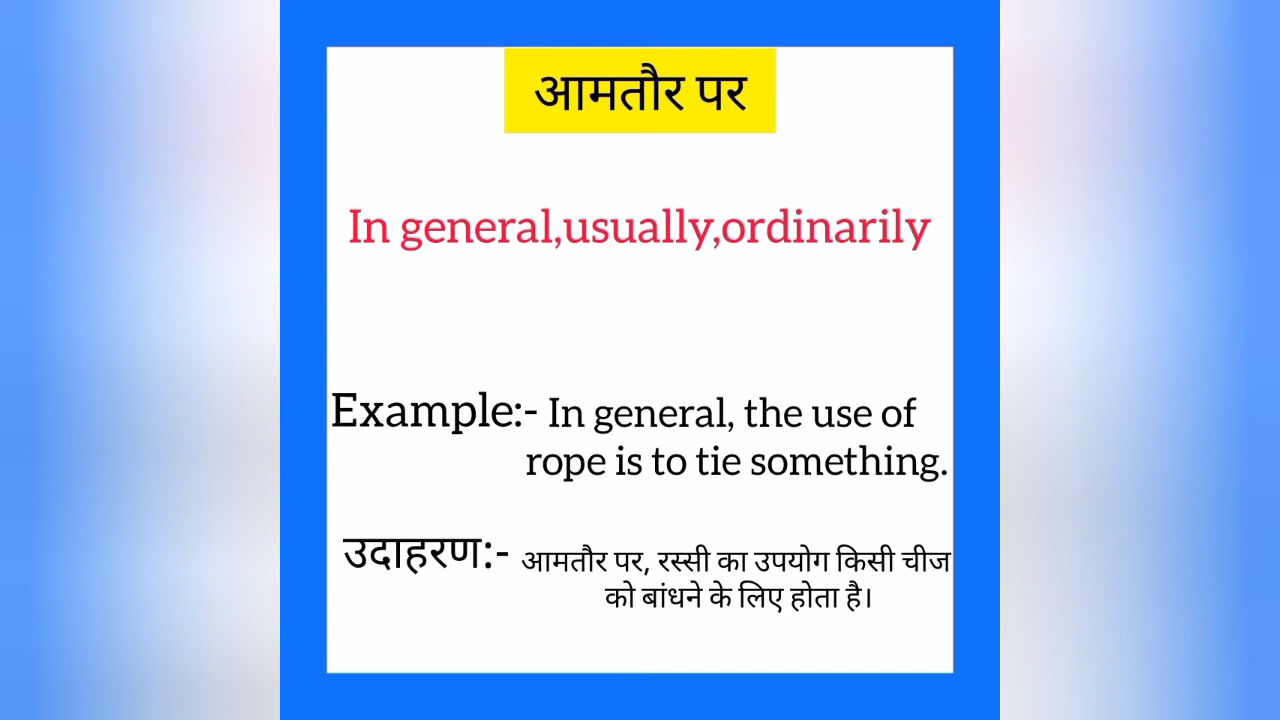 आमतौर पर
In general,usually,ordinarily
Example:- In general, the use of
rope is to tie something.
उदाहरण:- आमतौर पर, रस्सी का उपयोग किसी चीज
को बांधने के लिए होता है।